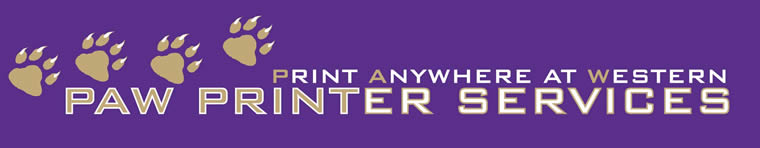 PRINT ANYWHERE AT WESTERN
PAW PRINTER SERVICES